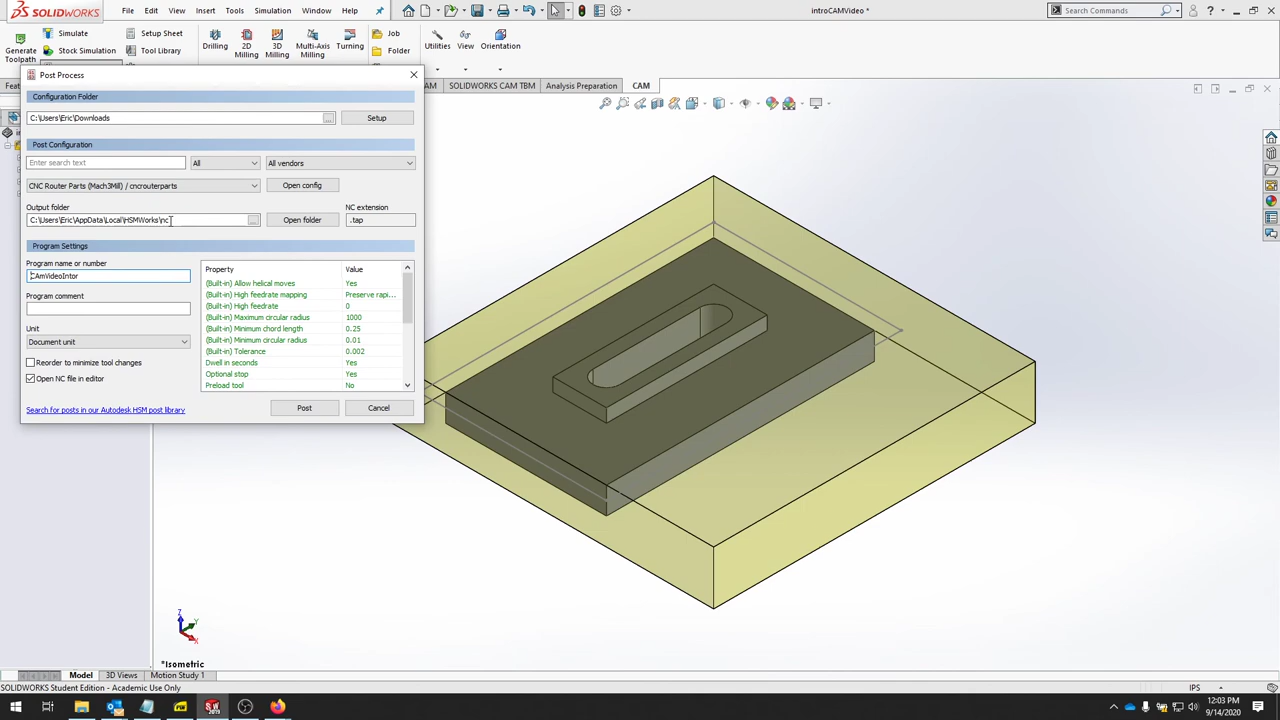 SOLIDWORKS
File Edit View Insert Tools Simulation Window Help
introCAMVideo *
Search Commands
Generate Toolpath
Simulate
Stock Simulation
Setup Sheet
Tool Library
Drilling
2D Milling
3D Milling
Multi-Axis Milling
Turning
Job
Folder
Utilities
View
Orientation
Feat
AM
SOLIDWORKS CAM TBM
Analysis Preparation
CAM
Post Process
Configuration Folder
C:\Users\Eric\Downloads
...
Setup
Post Configuration
Enter search text
All
All vendors
CNC Router Parts (Mach3Mill) / cncrouterparts
Open config
Output folder
NC extension
C:\Users\Eric\AppData\Local\HSMWorks\nc
...
Open folder
.tap
Program Settings
Program name or number
CAmVideoIntor
Program comment
Unit
Document unit
Reorder to minimize tool changes
Open NC file in editor
Property Value
(Built-in) Allow helical moves Yes
(Built-in) High feedrate mapping Preserve rapi...
(Built-in) High feedrate 0
(Built-in) Maximum circular radius 1000
(Built-in) Minimum chord length 0.25
(Built-in) Minimum circular radius 0.01
(Built-in) Tolerance 0.002
Dwell in seconds Yes
Optional stop Yes
Preload tool No
Search for posts in our Autodesk HSM post library
Post
Cancel
Z
Y
X
*Isometric
Model
3D Views
Motion Study 1
SOLIDWORKS Student Edition - Academic Use Only
IPS
12:03 PM
9/14/2020